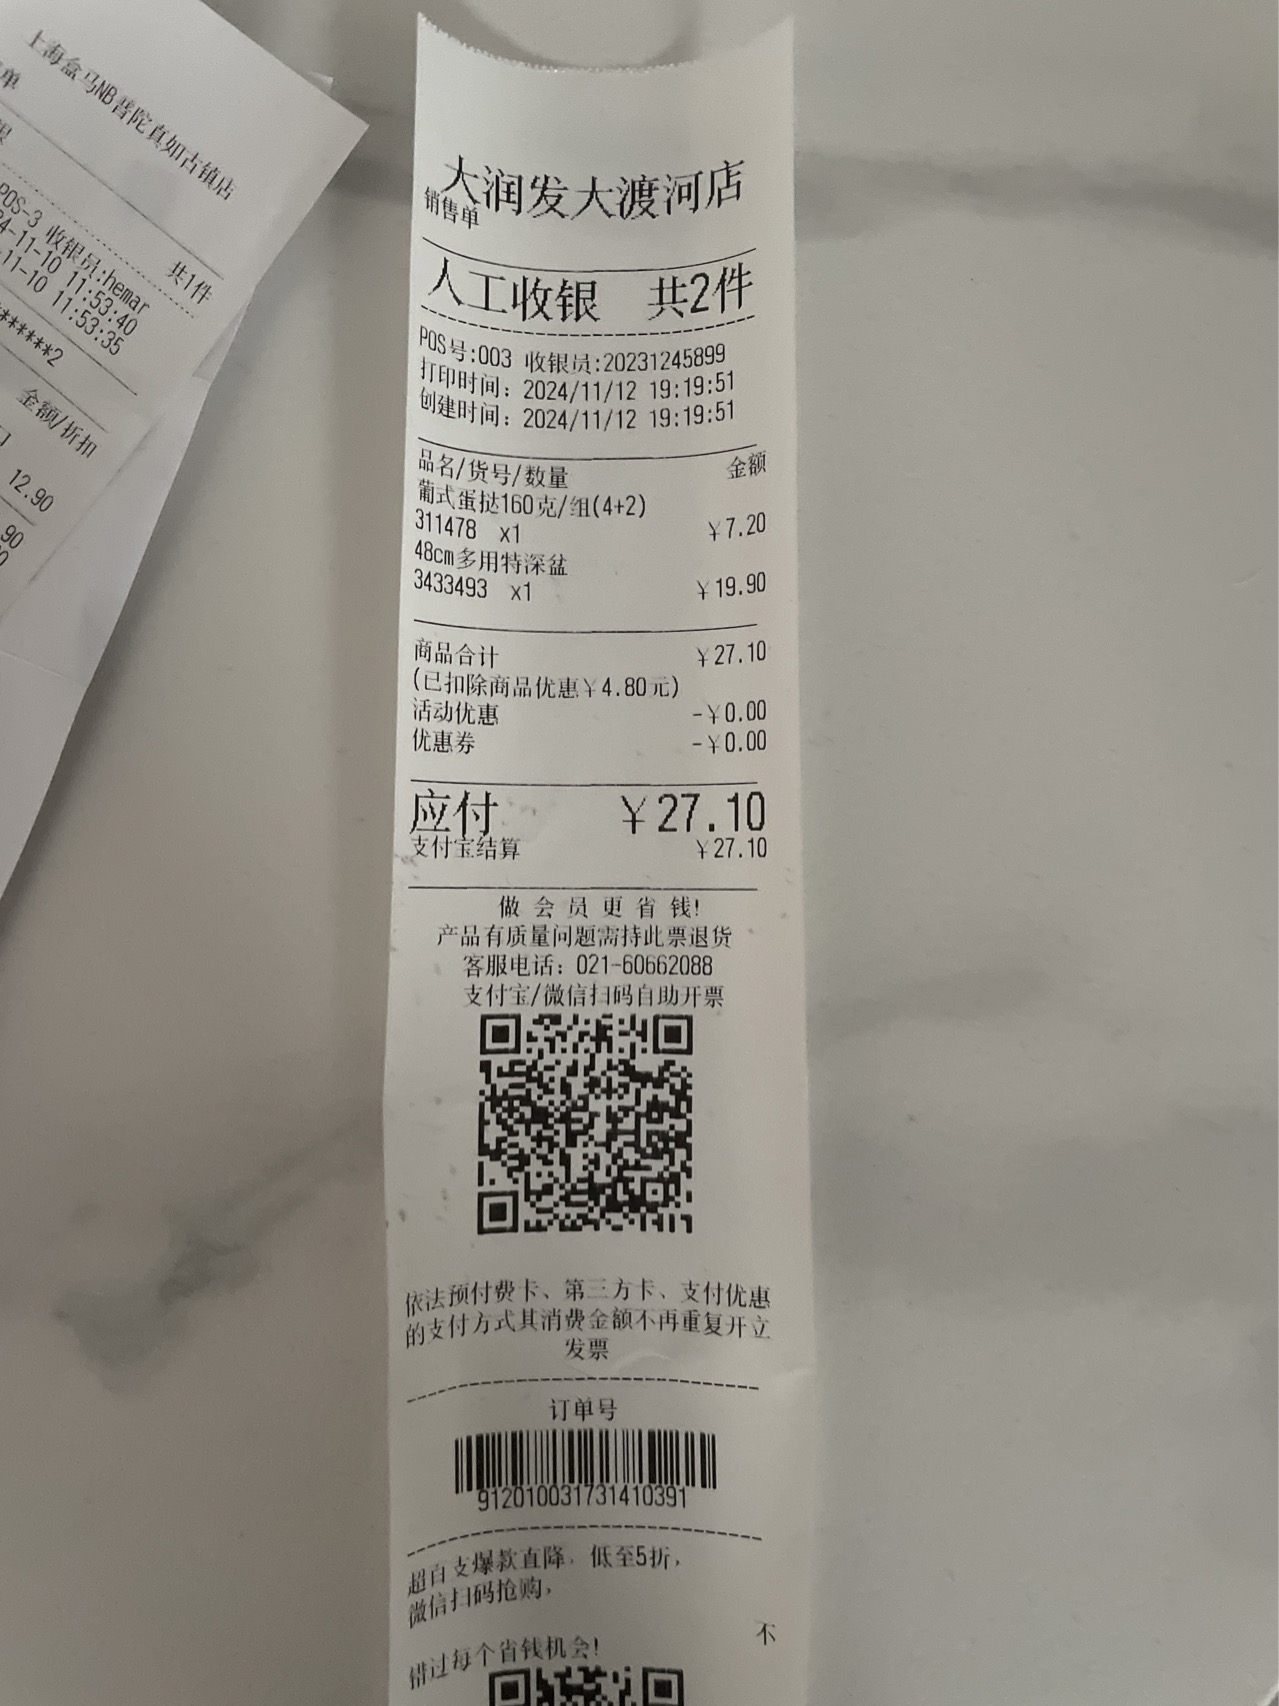 上海盒马NB普陀真如古镇店
单
银
共1件
POS-3 收银员:hemar
4-11-10 11:53:40
-11-10 11:53:35
******2
金额/折扣
12.90
90
大润发大渡河店
销售单
人工收银 共2件
POS号:003 收银员:20231245899
打印时间: 2024/11/12 19:19:51
创建时间: 2024/11/12 19:19:51
品名/货号/数量 金额
葡式蛋挞160克/组(4+2)
311478 x1 ¥7.20
48cm多用特深盆
3433493 x1 ¥19.90
商品合计 ¥27.10
(已扣除商品优惠¥4.80元)
活动优惠 -¥0.00
优惠券 -¥0.00
应付 ¥27.10
支付宝结算 ¥27.10
做会员更省钱!
产品有质量问题需持此票退货
客服电话: 021-60662088
支付宝/微信扫码自助开票
依法预付费卡、第三方卡、支付优惠
的支付方式其消费金额不再重复开立
发票
订单号
912010031731410391
超百支爆款直降, 低至5折,
微信扫码抢购,
不
错过每个省钱机会!